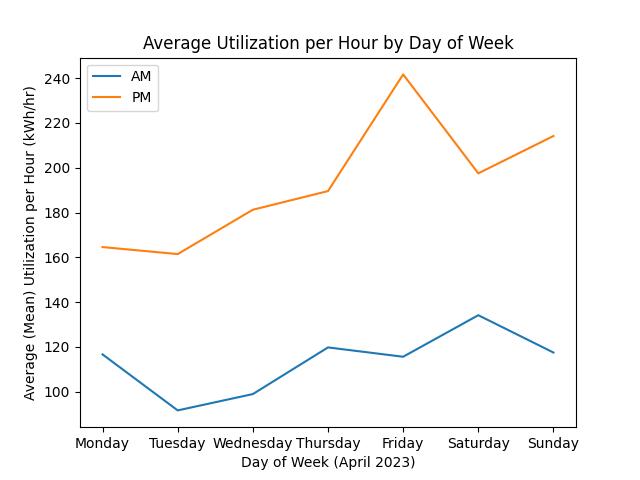 Average Utilization per Hour by Day of Week
AM
PM
Average (Mean) Utilization per Hour (kWh/hr)
240
220
200
180
160
140
120
100
Monday Tuesday Wednesday Thursday Friday Saturday Sunday
Day of Week (April 2023)